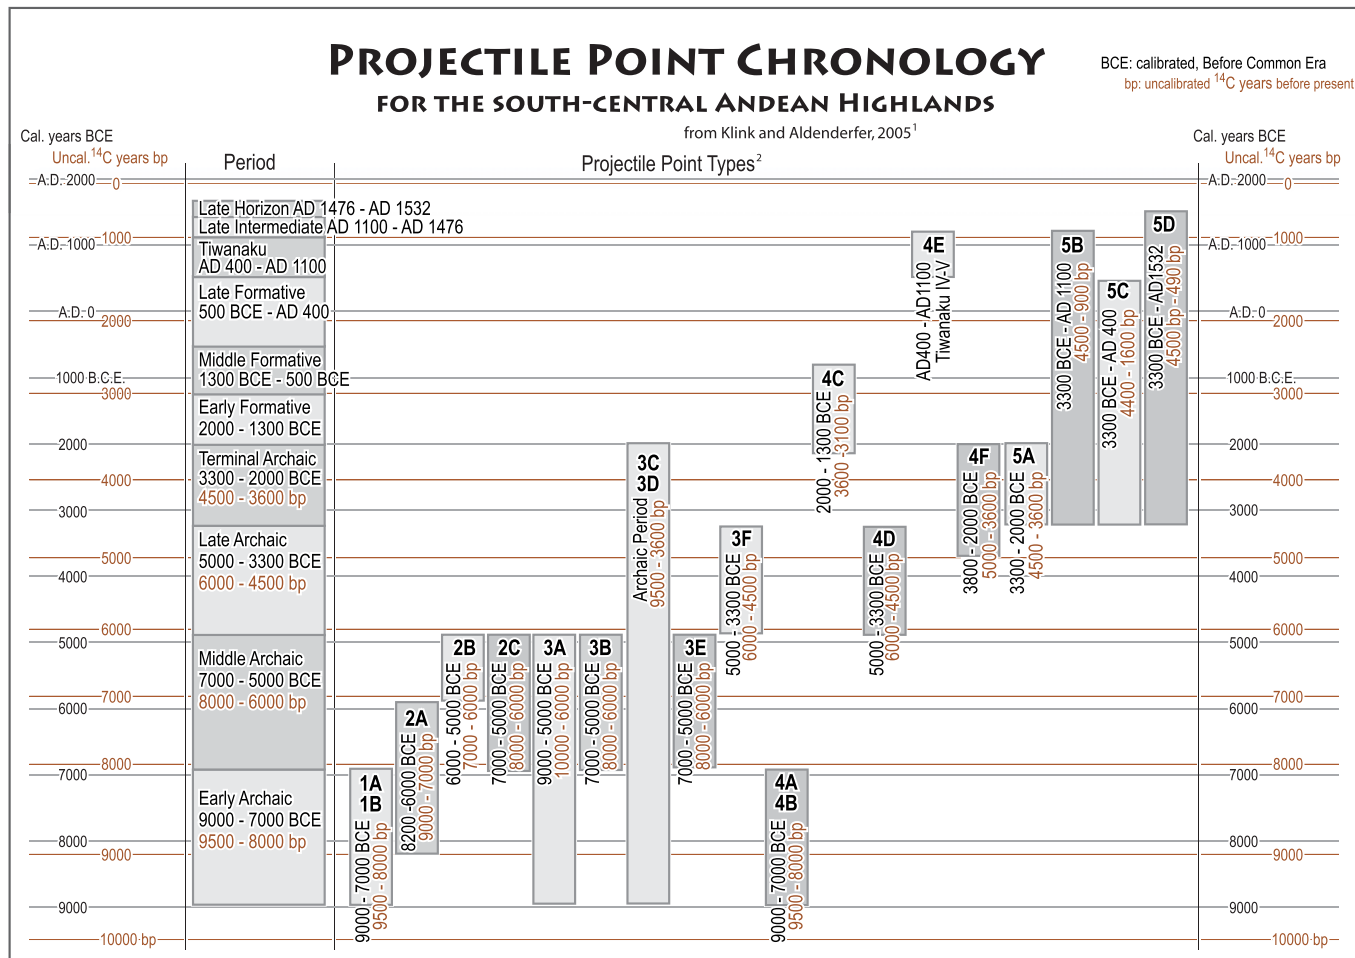 PROJECTILE POINT CHRONOLOGY
FOR THE SOUTH-CENTRAL ANDEAN HIGHLANDS
from Klink and Aldenderfer, 2005¹
BCE: calibrated, Before Common Era
bp: uncalibrated ¹⁴C years before present
Cal. years BCE
Uncal.¹⁴C years bp
Period
Projectile Point Types²
Cal. years BCE
Uncal.¹⁴C years bp
A.D. 2000
0
1000
A.D. 1000
A.D. 0
2000
1000 B.C.E.
3000
2000
4000
3000
5000
4000
6000
5000
7000
6000
8000
7000
8000
9000
9000
10000 bp
Late Horizon AD 1476 - AD 1532
Late Intermediate AD 1100 - AD 1476
Tiwanaku
AD 400 - AD 1100
Late Formative
500 BCE - AD 400
Middle Formative
1300 BCE - 500 BCE
Early Formative
2000 - 1300 BCE
Terminal Archaic
3300 - 2000 BCE
4500 - 3600 bp
Late Archaic
5000 - 3300 BCE
6000 - 4500 bp
Middle Archaic
7000 - 5000 BCE
8000 - 6000 bp
Early Archaic
9000 - 7000 BCE
9500 - 8000 bp
1A
1B
9000 - 7000 BCE
9500 - 8000 bp
2A
8200 -6000 BCE
9000 - 7000 bp
2B
6000 - 5000 BCE
7000 - 6000 bp
2C
7000 - 5000 BCE
8000 - 6000 bp
3A
9000 - 5000 BCE
10000 - 6000 bp
3B
7000 - 5000 BCE
8000 - 6000 bp
3C
3D
Archaic Period
9500 - 3600 bp
3E
7000 - 5000 BCE
8000 - 6000 bp
3F
5000 - 3300 BCE
6000 - 4500 bp
4A
4B
9000 - 7000 BCE
9500 - 8000 bp
4C
2000 - 1300 BCE
3600 -3100 bp
4D
5000 - 3300 BCE
6000 - 4500 bp
4E
AD400 - AD1100
Tiwanaku IV-V
4F
3800 - 2000 BCE
5000 - 3600 bp
5A
3300 - 2000 BCE
4500 - 3600 bp
5B
3300 BCE - AD 1100
4500 - 900 bp
5C
3300 BCE - AD 400
4400 - 1600 bp
5D
3300 BCE - AD1532
4500 bp - 490 bp
A.D. 2000
0
1000
A.D. 1000
A.D. 0
2000
1000 B.C.E.
3000
2000
4000
3000
5000
4000
6000
5000
7000
6000
8000
7000
8000
9000
9000
10000 bp